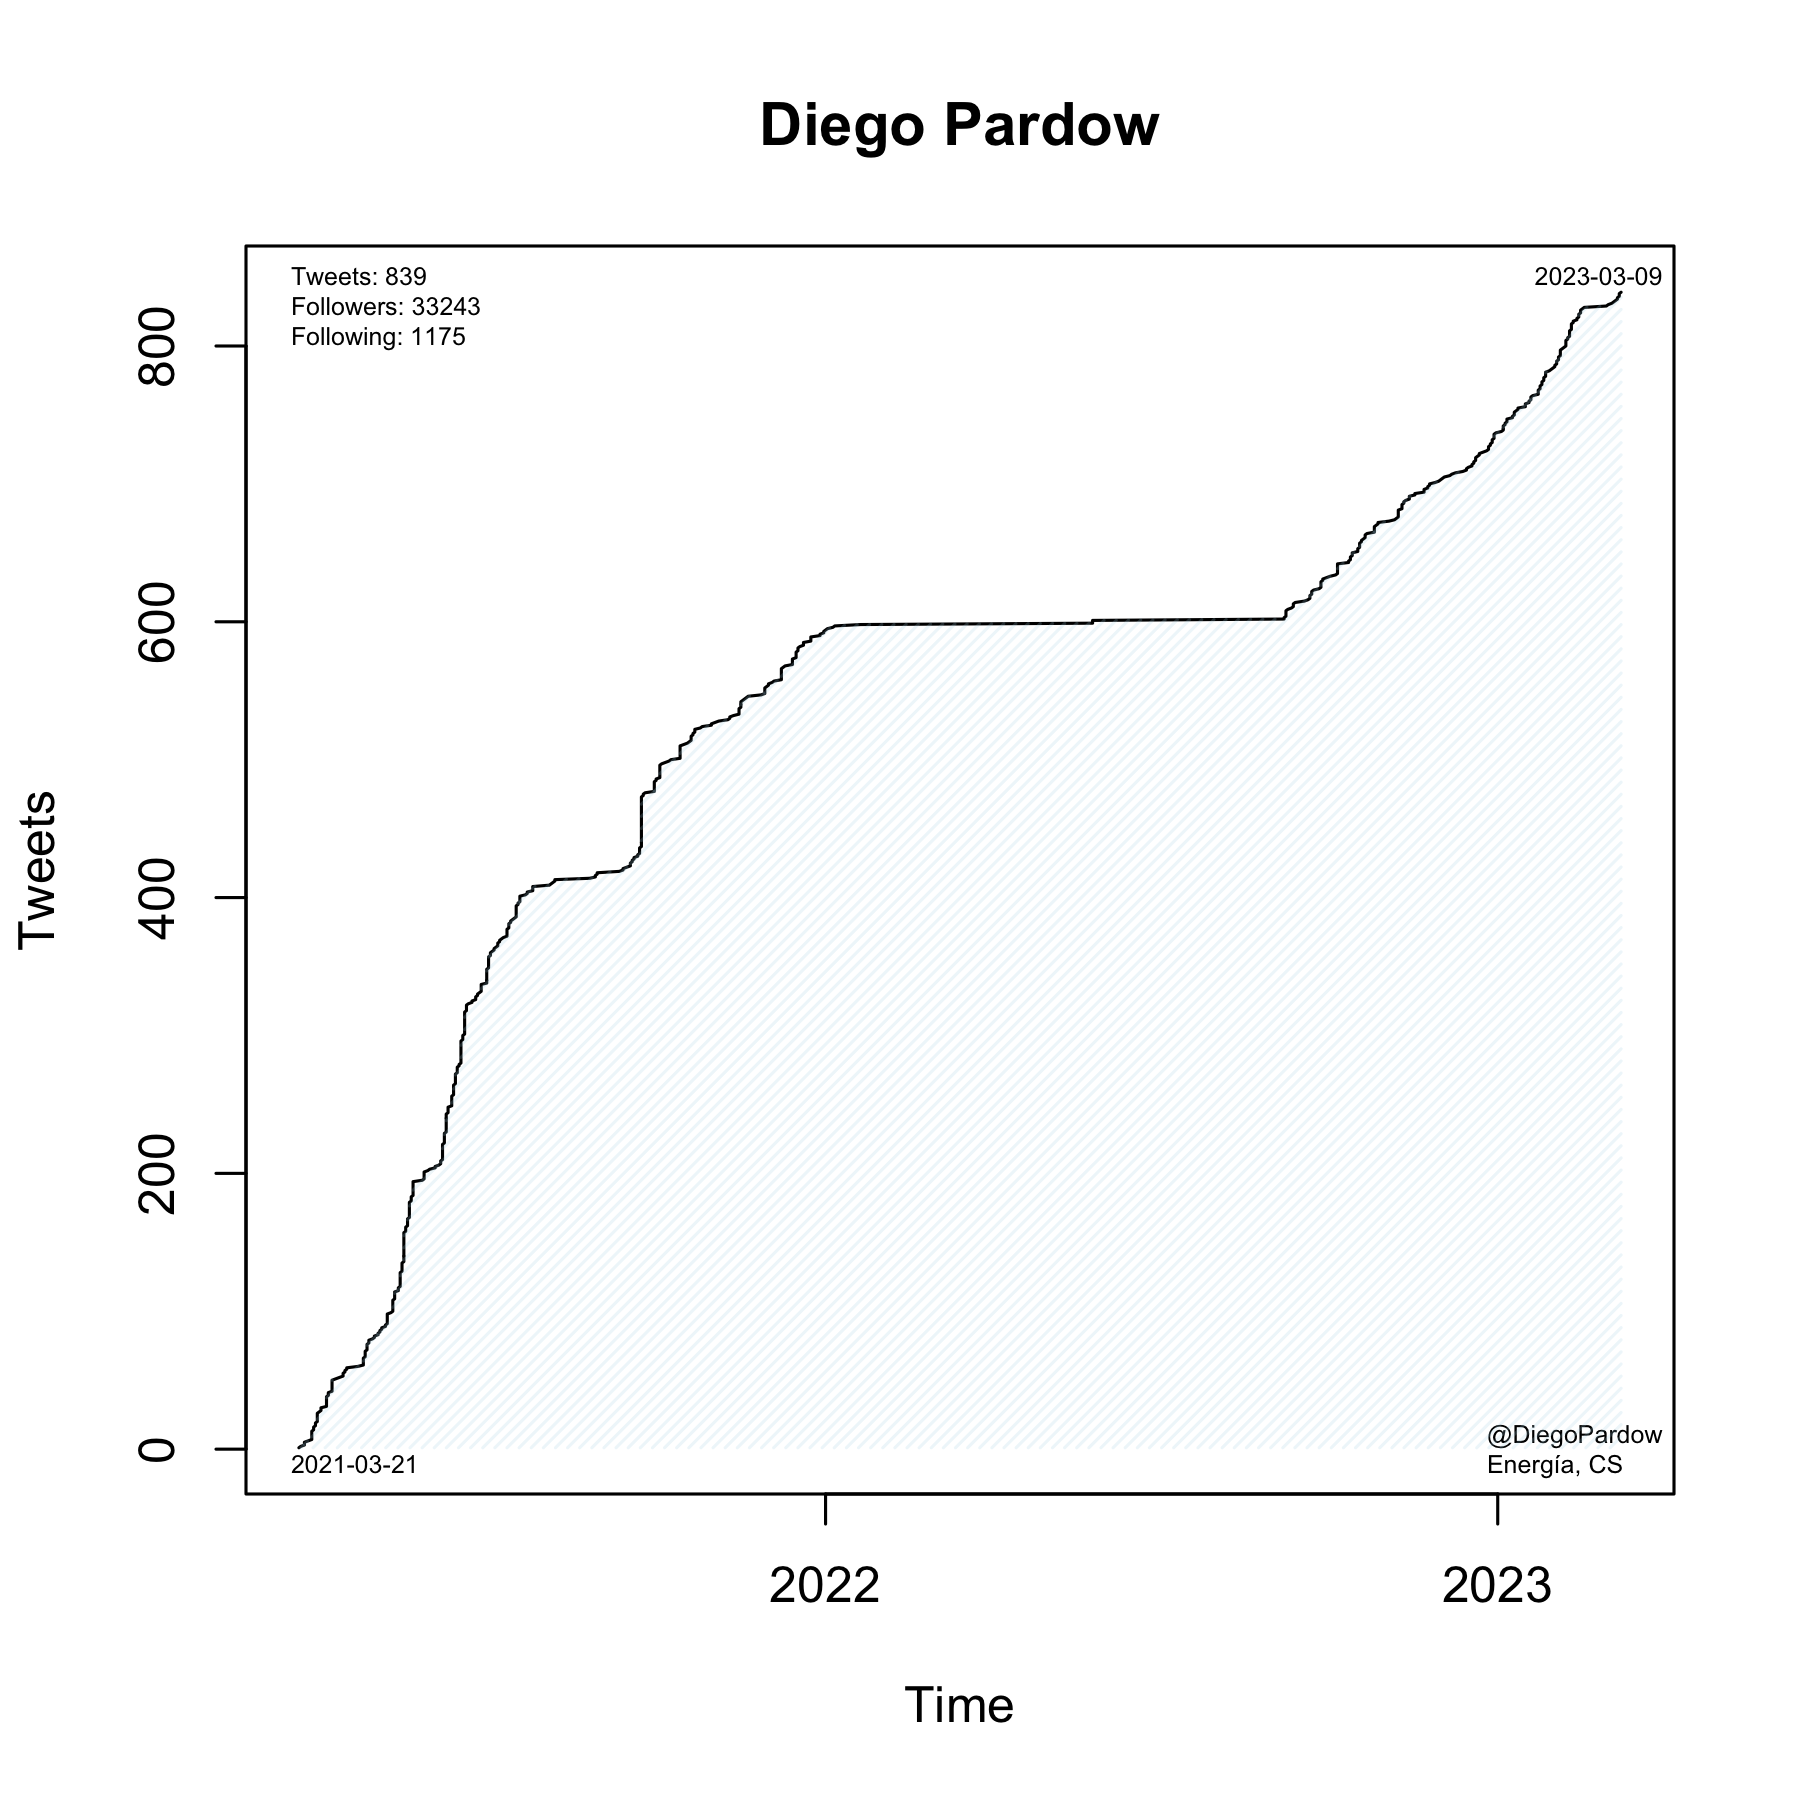 Diego Pardow
Tweets: 839
Followers: 33243
Following: 1175
2023-03-09
800
600
400
200
0
Tweets
2021-03-21
@DiegoPardow
Energía, CS
2022
2023
Time